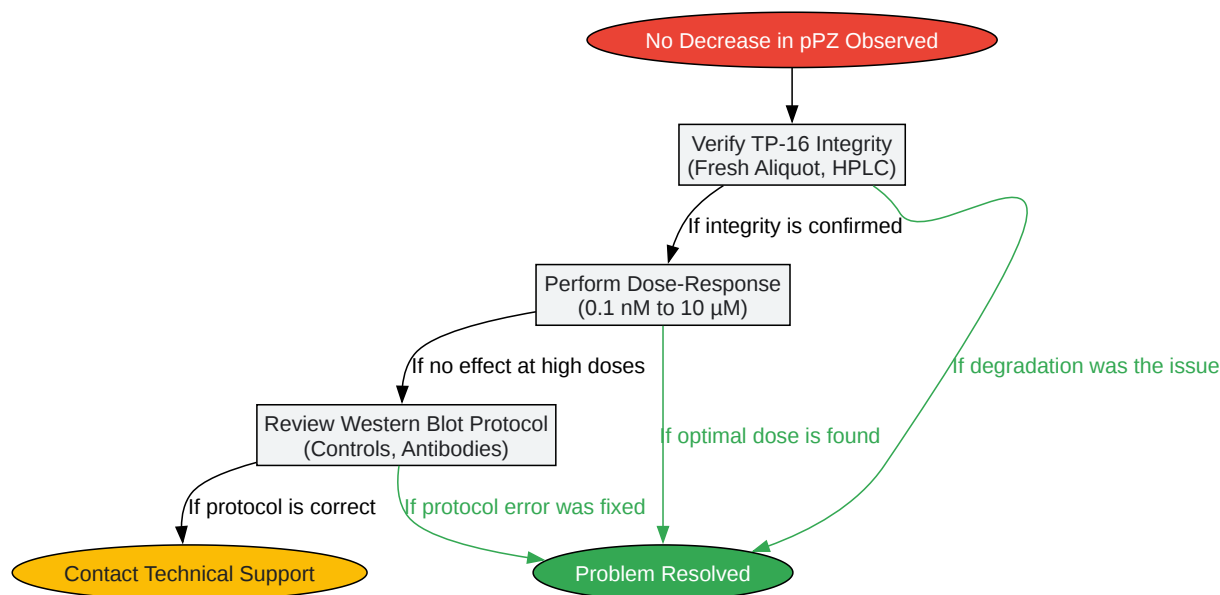 No Decrease in pPZ Observed
Verify TP-16 Integrity
(Fresh Aliquot, HPLC)
If integrity is confirmed
Perform Dose-Response
(0.1 nM to 10 µM)
If no effect at high doses
If degradation was the issue
Review Western Blot Protocol
(Controls, Antibodies)
If optimal dose is found
If protocol is correct
If protocol error was fixed
Contact Technical Support
Problem Resolved